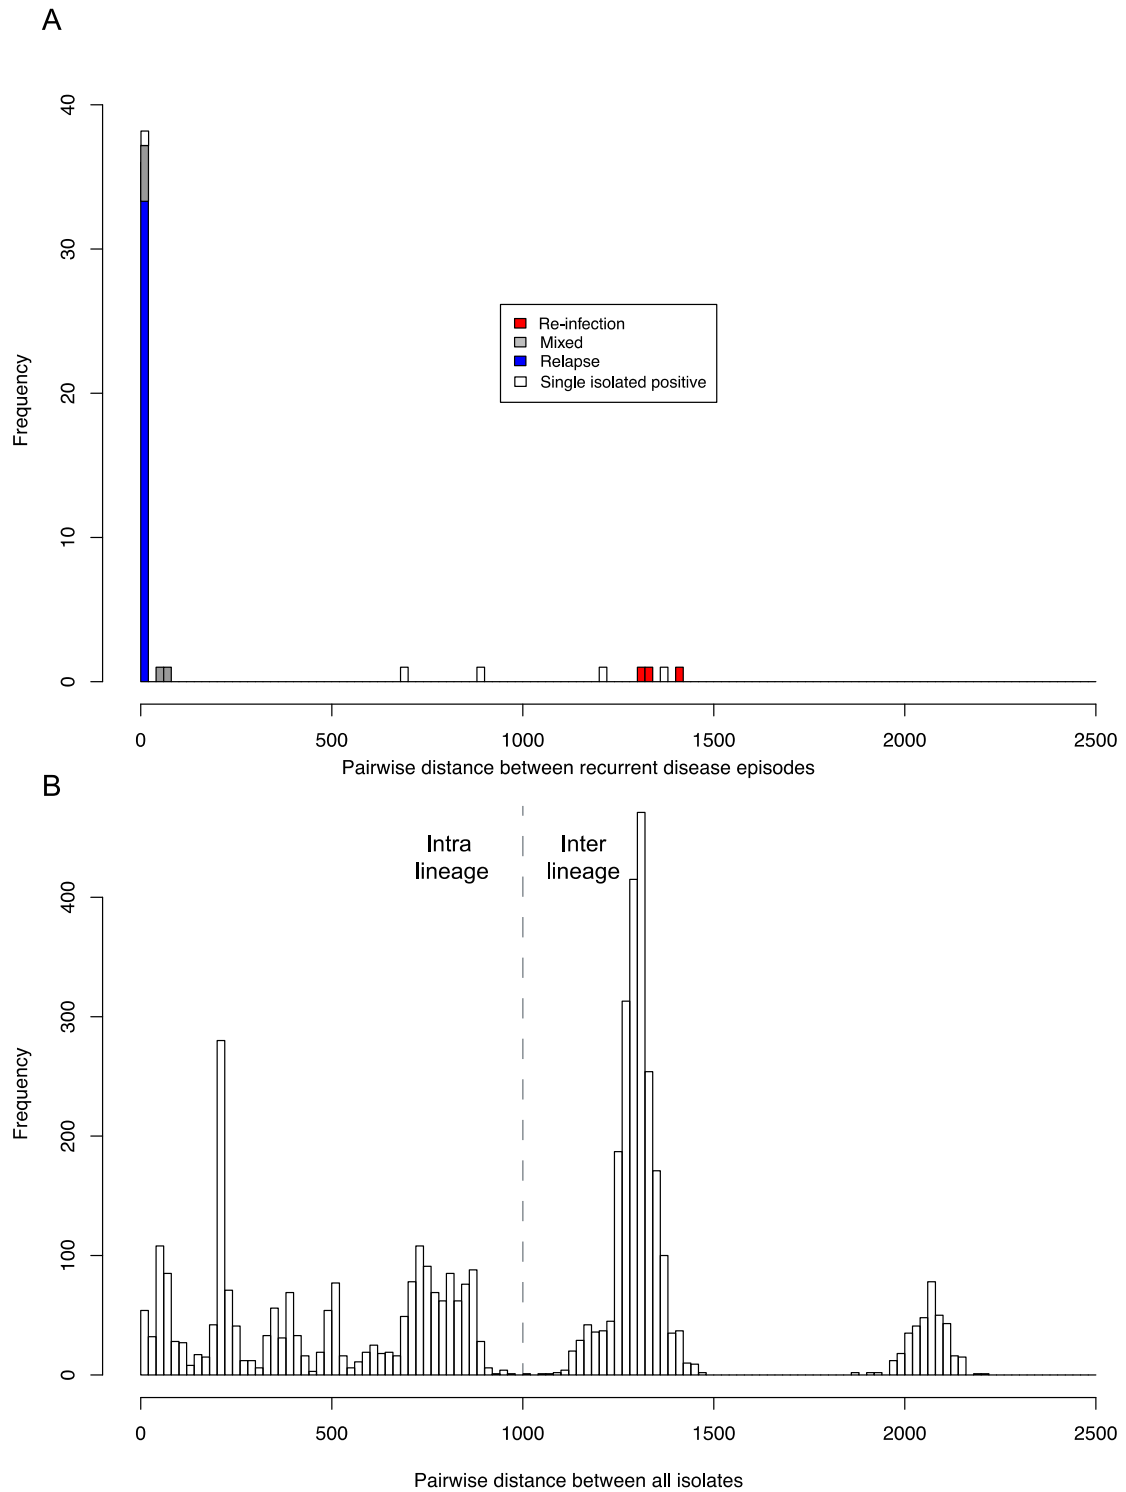 A
40
30
20
10
0
Frequency
Re-infection
Mixed
Relapse
Single isolated positive
0 500 1000 1500 2000 2500
Pairwise distance between recurrent disease episodes
B
Intra
lineage
Inter
lineage
400
300
200
100
0
Frequency
0 500 1000 1500 2000 2500
Pairwise distance between all isolates